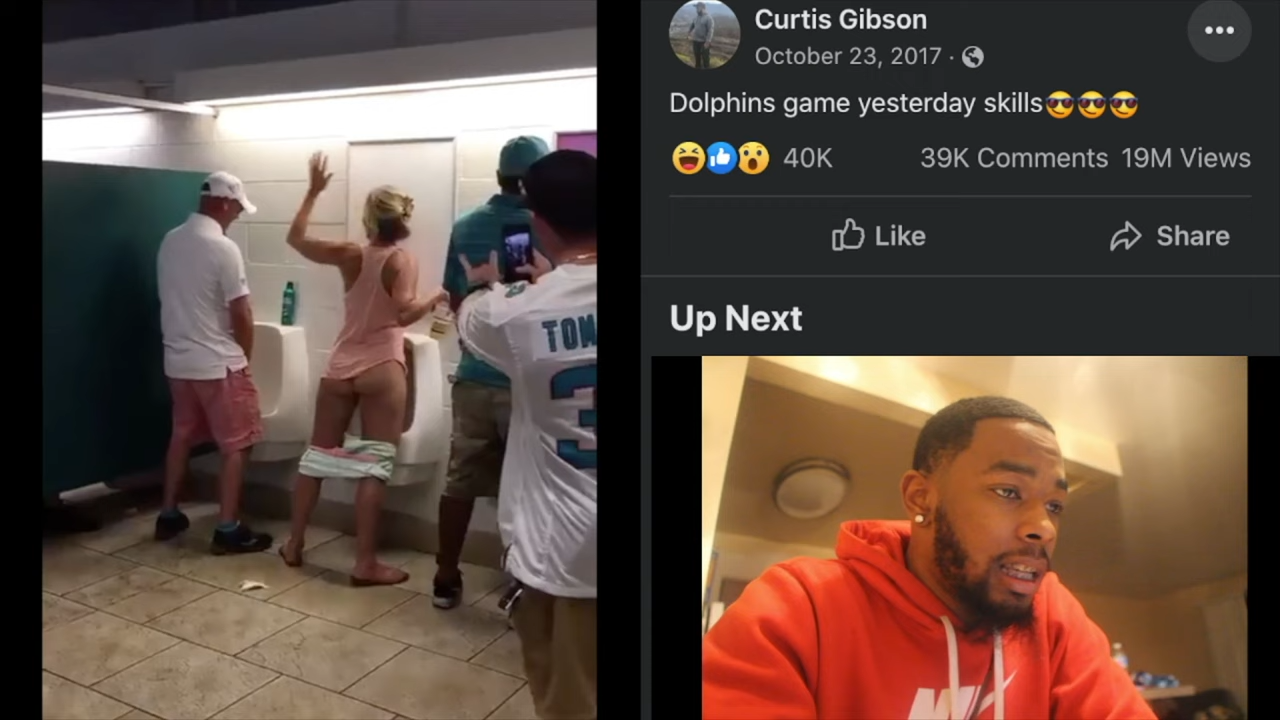 Curtis Gibson
October 23, 2017 ·
Dolphins game yesterday skills😎😎😎
40K 39K Comments 19M Views
Like Share
Up Next
TOM
3